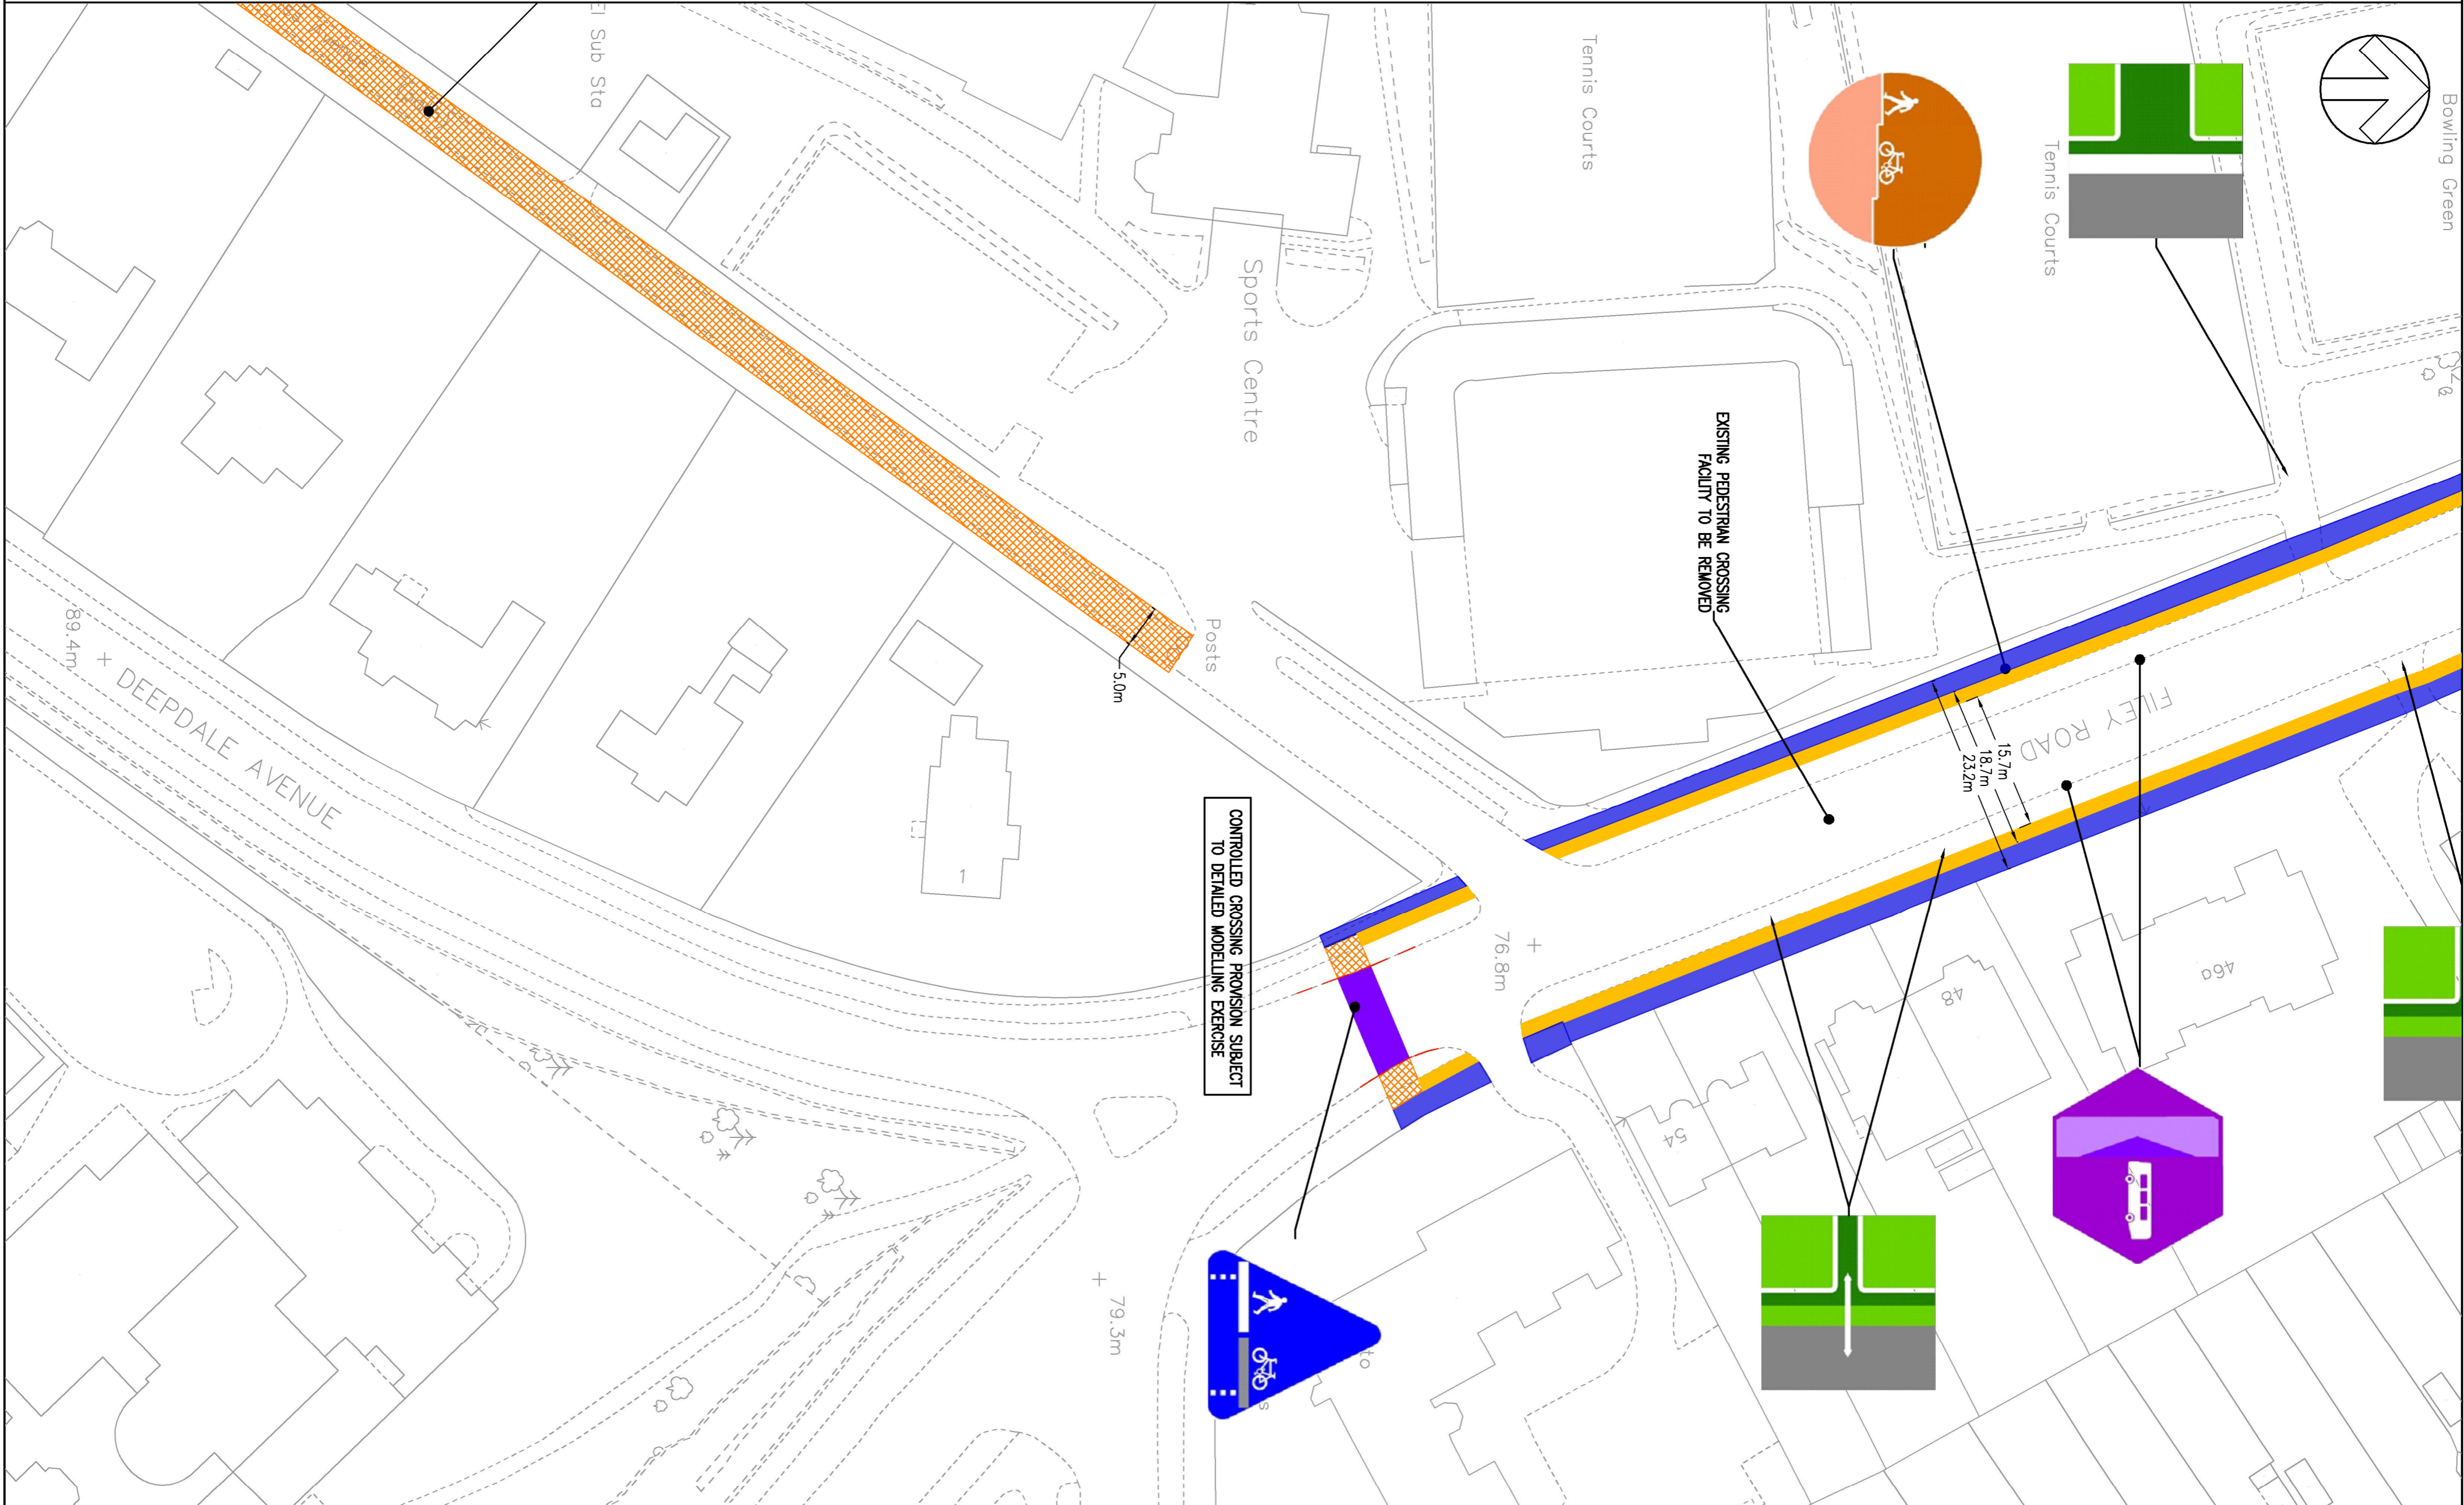 Bowling Green
Tennis Courts
Tennis Courts
El Sub Sta
Sports Centre
EXISTING PEDESTRIAN CROSSING
FACILITY TO BE REMOVED
Posts
5.0m
FILEY ROAD
15.7m
18.7m
23.2m
89.4m
DEEPDALE AVENUE
1
CONTROLLED CROSSING PROVISION SUBJECT
TO DETAILED MODELLING EXERCISE
76.8m
46a
48
54
79.3m